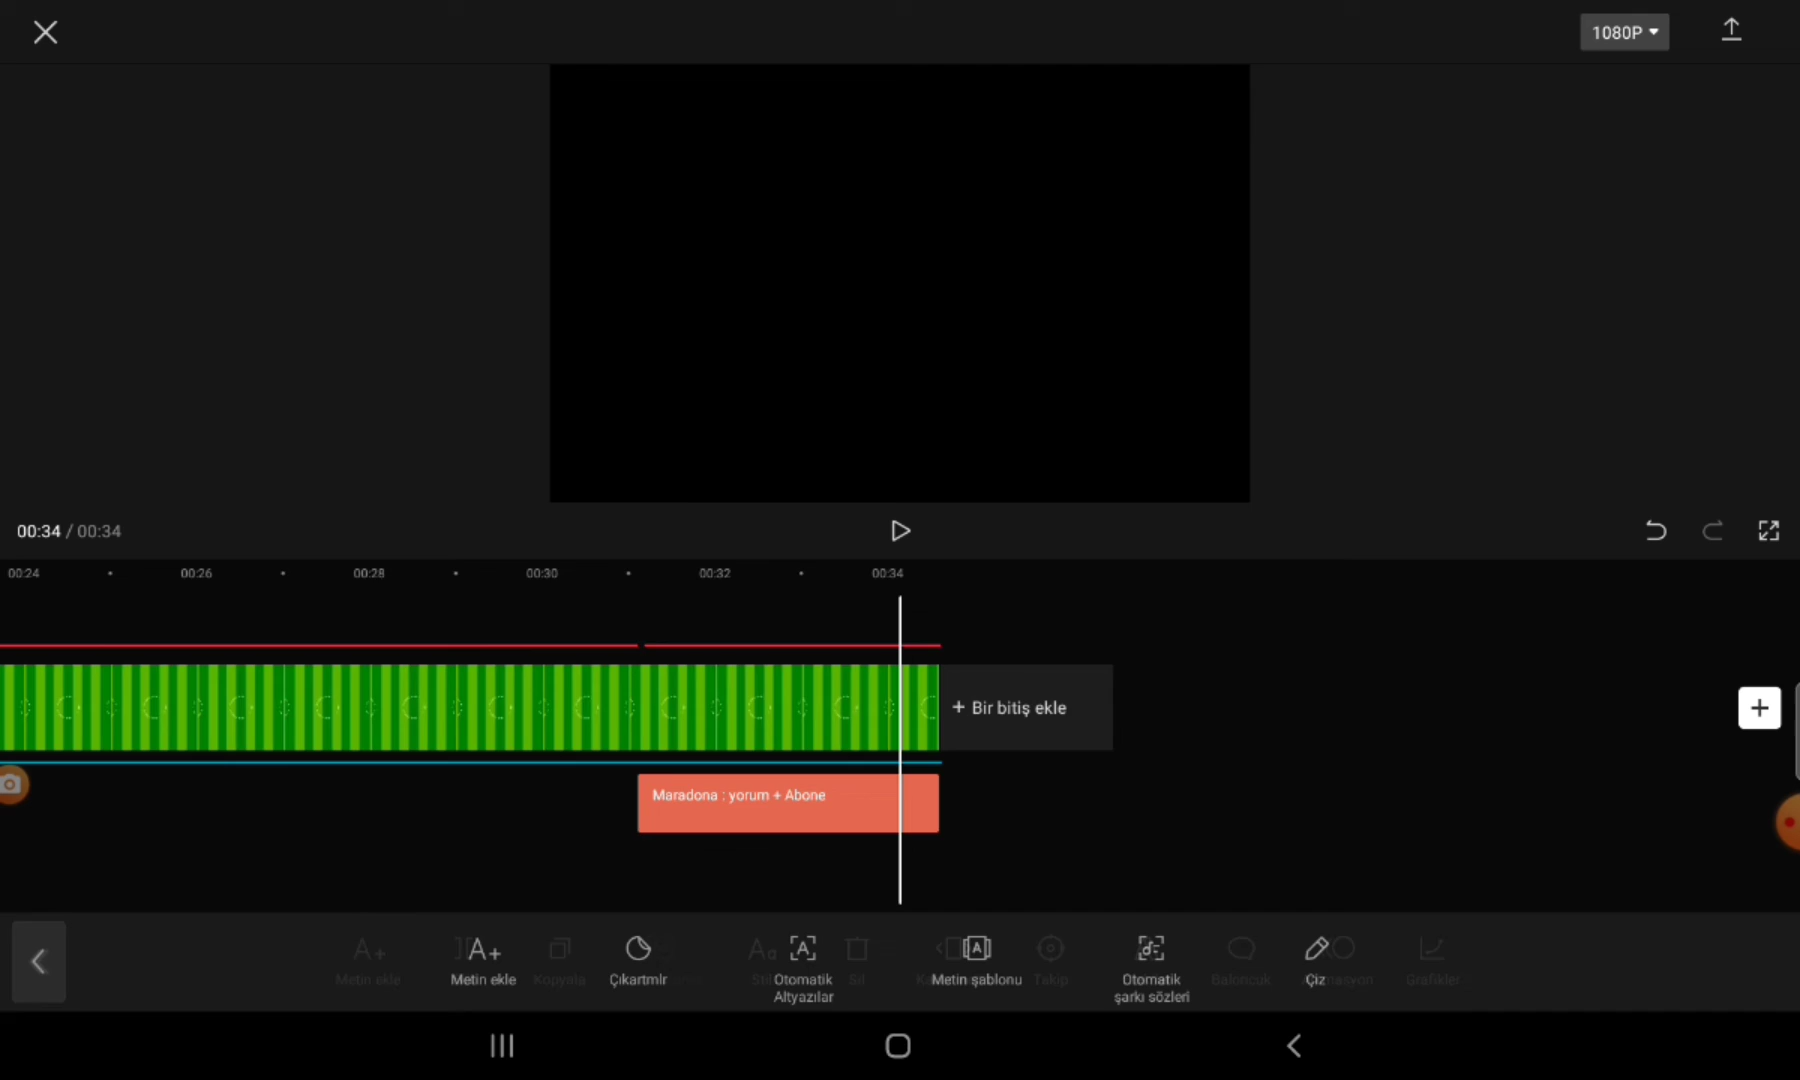 1080P
00:34 / 00:34
00:24 00:26 00:28 00:30 00:32 00:34
+ Bir bitiş ekle
Maradona : yorum + Abone
Metin ekle Metin ekle Kopyala Çıkartmlr Stil Otomatik Altyazılar Sil Metin şablonu Takip Otomatik şarkı sözleri Baloncuk Çiz Grafikler